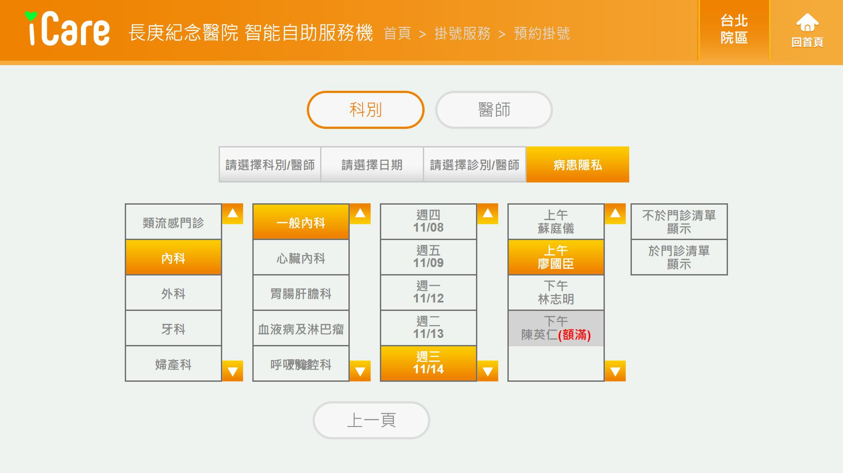 iCare
長庚紀念醫院 智能自助服務機
首頁 > 掛號服務 > 預約掛號
台北
院區
回首頁
科別
醫師
請選擇科別/醫師
請選擇日期
請選擇診別/醫師
病患隱私
類流感門診
內科
外科
牙科
婦產科
一般內科
心臟內科
胃腸肝膽科
血液病及淋巴瘤
週四
11/08
週五
11/09
週一
11/12
週二
11/13
週三
11/14
上午
蘇庭儀
上午
廖國臣
下午
林志明
下午
陳英仁(額滿)
不於門診清單
顯示
於門診清單
顯示
上一頁